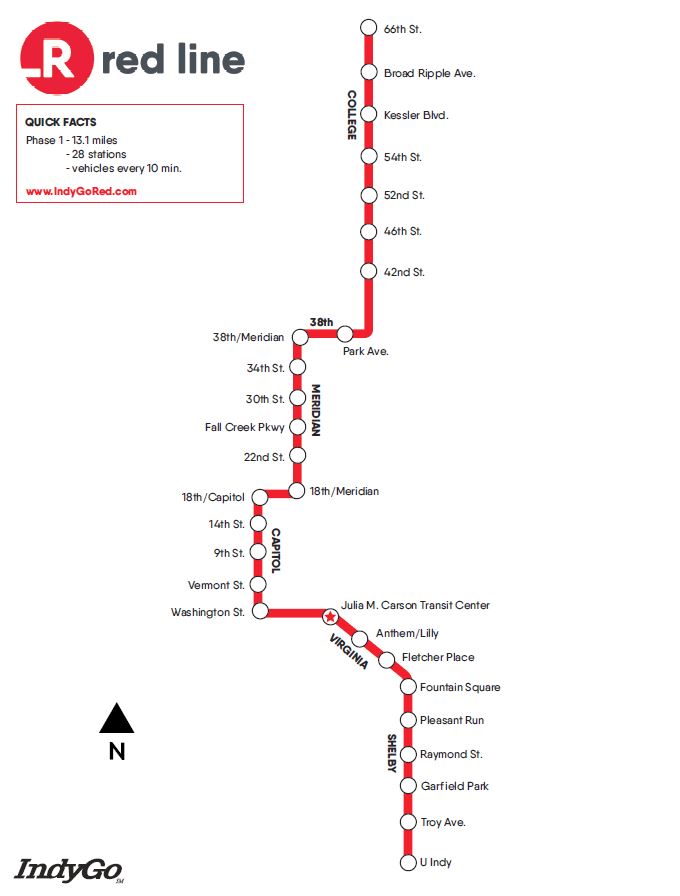 R red line
QUICK FACTS
Phase 1 - 13.1 miles
- 28 stations
- vehicles every 10 min.
www.IndyGoRed.com
66th St.
Broad Ripple Ave.
COLLEGE
Kessler Blvd.
54th St.
52nd St.
46th St.
42nd St.
38th
38th/Meridian
Park Ave.
34th St.
MERIDIAN
30th St.
Fall Creek Pkwy
22nd St.
18th/Meridian
18th/Capitol
14th St.
CAPITOL
9th St.
Vermont St.
Washington St.
Julia M. Carson Transit Center
Anthem/Lilly
VIRGINIA
Fletcher Place
Fountain Square
Pleasant Run
SHELBY
Raymond St.
Garfield Park
Troy Ave.
U Indy
N
IndyGo SM